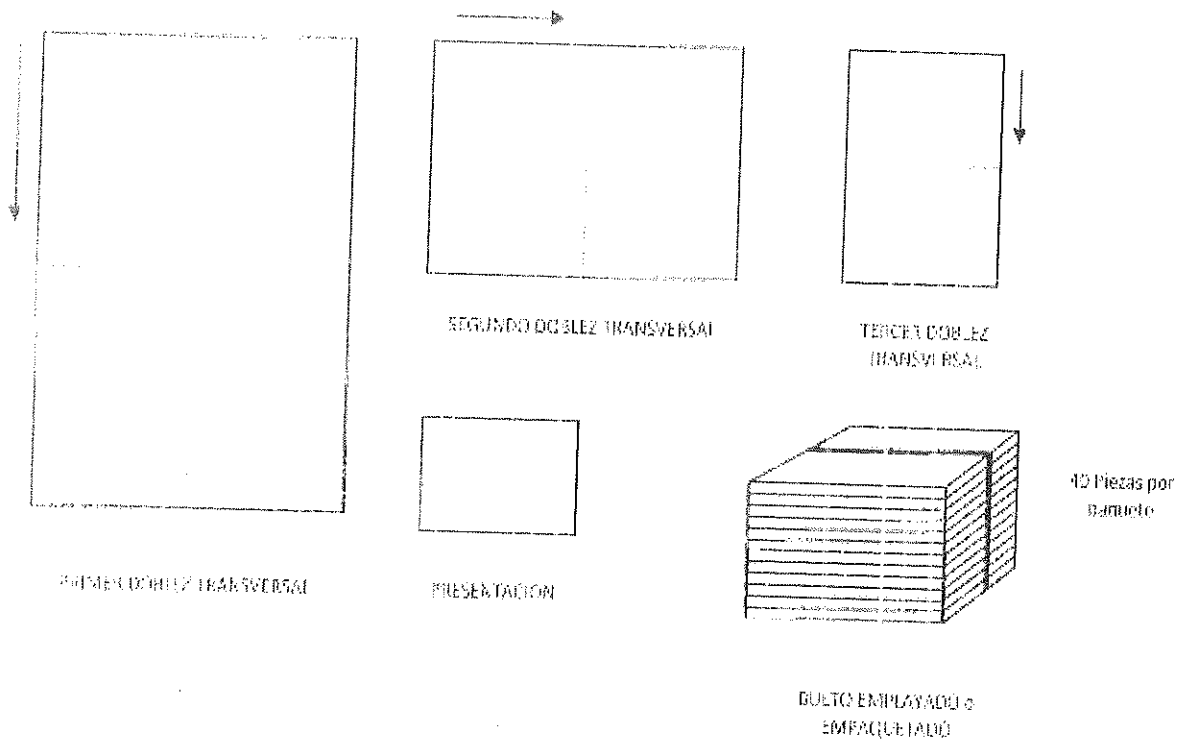 SEGUNDO DOBLEZ TRANSVERSAL
TERCER DOBLEZ
TRANSVERSAL
PRIMER DOBLEZ TRANSVERSAL
PRESENTACION
40 Piezas por
paquete
BULTO EMPLAYADO o
EMPAQUETADO